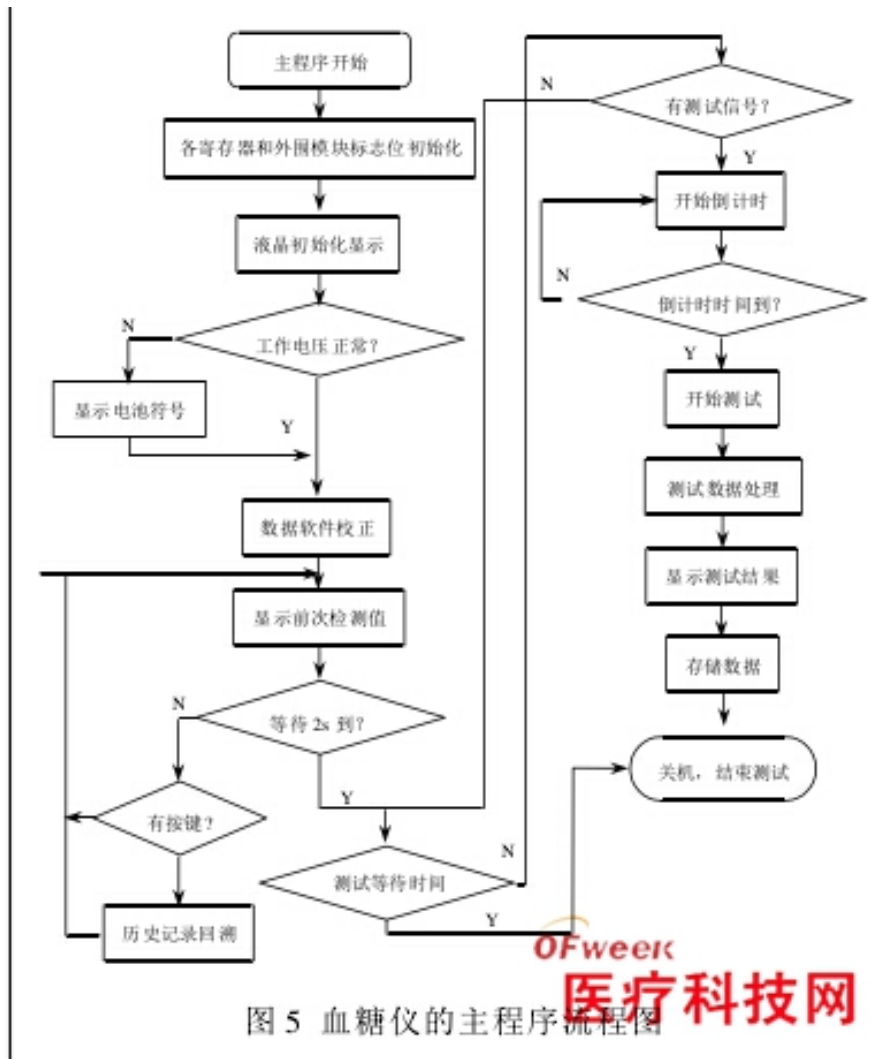 主程序开始
各寄存器和外围模块标志位初始化
液晶初始化显示
工作电压正常?
N
显示电池符号
Y
数据软件校正
显示前次检测值
等待2s到?
N
Y
有按键?
历史记录回溯
测试等待时间
N
Y
有测试信号?
N
Y
开始倒计时
倒计时时间到?
N
Y
开始测试
测试数据处理
显示测试结果
存储数据
关机,结束测试
OFweek
医疗科技网
图5 血糖仪的主程序流程图